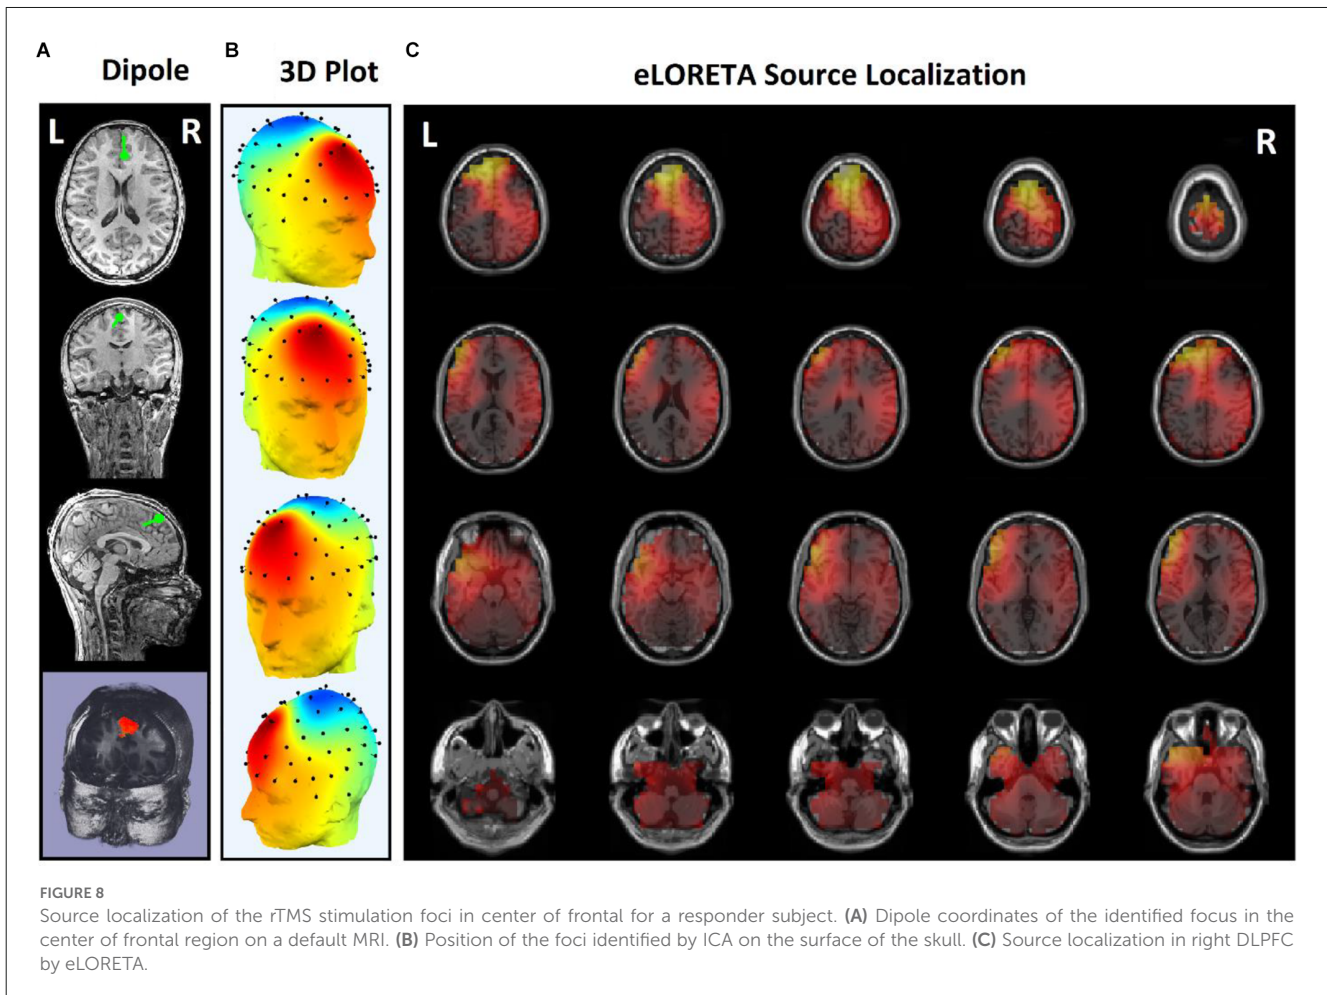 A
Dipole
B
3D Plot
C
eLORETA Source Localization
L R
L R
FIGURE 8
Source localization of the rTMS stimulation foci in center of frontal for a responder subject. (A) Dipole coordinates of the identified focus in the
center of frontal region on a default MRI. (B) Position of the foci identified by ICA on the surface of the skull. (C) Source localization in right DLPFC
by eLORETA.